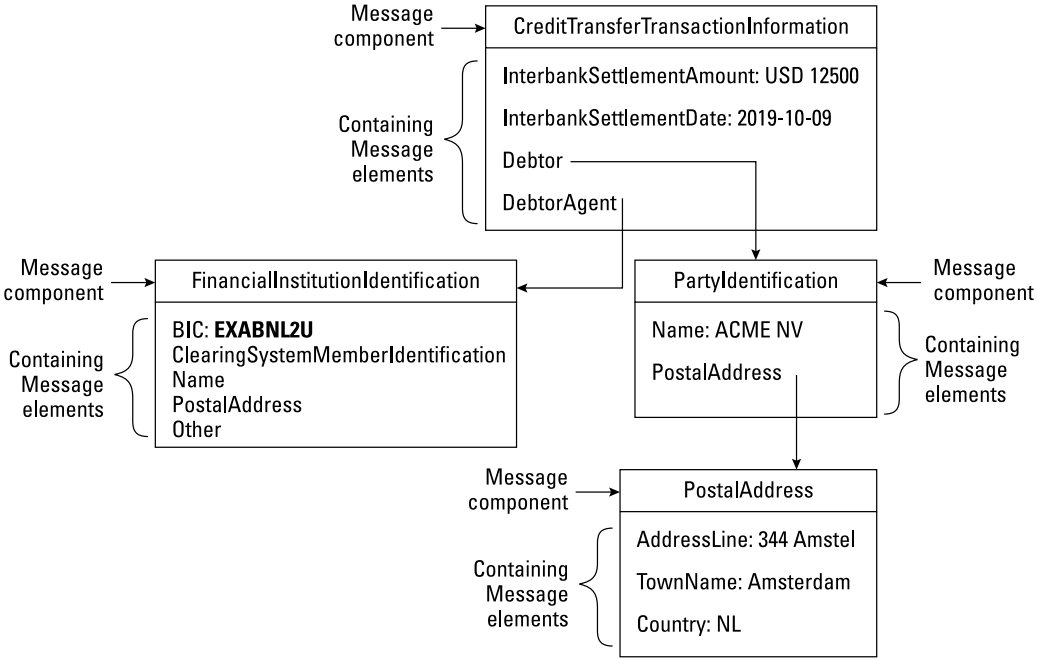 Message
component
CreditTransferTransactionInformation
InterbankSettlementAmount: USD 12500
InterbankSettlementDate: 2019-10-09
Debtor
DebtorAgent
Containing
Message
elements
Message
component
FinancialInstitutionIdentification
BIC: EXABNL2U
ClearingSystemMemberIdentification
Name
PostalAddress
Other
Containing
Message
elements
PartyIdentification
Name: ACME NV
PostalAddress
Message
component
Containing
Message
elements
Message
component
PostalAddress
AddressLine: 344 Amstel
TownName: Amsterdam
Country: NL
Containing
Message
elements